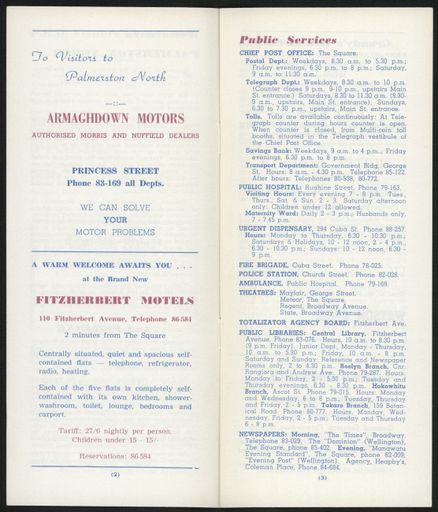 To Visitors to
Palmerston North
ARMAGHDOWN MOTORS
AUTHORISED MORRIS AND NUFFIELD DEALERS
PRINCESS STREET
Phone 83-169 all Depts.
WE CAN SOLVE
YOUR
MOTOR PROBLEMS
A WARM WELCOME AWAITS YOU . . .
at the Brand New
FITZHERBERT MOTELS
110 Fitzherbert Avenue, Telephone 86-584
2 minutes from The Square
Centrally situated, quiet and spacious self-
contained flats — telephone, refrigerator,
radio, heating.
Each of the five flats is completely self-
contained with its own kitchen, shower-
washroom, toilet, lounge, bedrooms and
carport.
Tariff: 27/6 nightly per person.
Children under 15 - 15/-
Reservations: 86-584
(2)
Public Services
CHIEF POST OFFICE: The Square.
Postal Dep.: Weekdays, 8.30 a.m. to 5.30 p.m.;
Friday evenings, 6.30 p.m. to 8 p.m.; Saturday,
9 a.m. to 11.30 a.m.
Telegraph Dep.: Weekdays, 8.30 a.m. to 10 p.m.
(Counter closes 9 p.m., 9-10 p.m., upstairs Main
St. entrance.) Saturdays, 8.30 to 11.30 a.m. (8.30-
9 a.m., upstairs, Main St. entrance). Sundays,
6.30 to 7.30 p.m., upstairs, Main St. entrance.
Tolls. Tolls are available continuously: At Tele-
graph counter during hours counter is open.
When counter is closed, from Multi-coin toll
booths, situated in the Telegraph vestibule of
the Chief Post Office.
Savings Bank: Weekdays, 9 a.m. to 4 p.m.; Friday
evenings, 6.30 p.m. to 8 p.m.
Transport Department: Government Bldg., George
St. Hours: 8 a.m. - 4.30 p.m. Telephone 85-122.
After hours: Telephones 80-538, 80-772.
PUBLIC HOSPITAL: Ruahine Street, Phone 79-163.
Visiting Hours: Every evening 7 - 8 p.m. Tues.,
Thurs., Sat. & Sun. 2 - 3. Saturday afternoon
only: Children under 12 allowed.
Maternity Ward: Daily 2 - 3 p.m.; Husbands only,
7 - 7.45 p.m.
URGENT DISPENSARY, 294 Cuba St. Phone 88-257.
Hours: Monday to Thursday, 6.30 - 10.30 p.m.;
Saturdays & Holidays, 10 - 12 noon, 2 - 4 p.m.,
6.30 - 10.30 p.m.; Sundays: 10 - 12 noon, 6.30 -
9 p.m.
FIRE BRIGADE, Cuba Street. Phone 78-025.
POLICE STATION, Church Street. Phone 82-028.
AMBULANCE, Public Hospital. Phone 79-169.
THEATRES: Mayfair, George Street.
Meteor, The Square.
Regent, Broadway Avenue.
State, Broadway Avenue.
TOTALIZATOR AGENCY BOARD: Fitzherbert Ave.
PUBLIC LIBRARIES: Central Library, Fitzherbert
Avenue, Phone 83-076. Hours, 10 a.m. to 8.30 p.m.
(9 p.m. Friday). Junior Dept., Monday - Thursday,
10 a.m. to 5.30 p.m.; Friday, 10 a.m. - 8 p.m.
Saturday and Sunday: Reference and Newspaper
Rooms only, 2 to 4.30 p.m. Roslyn Branch, Cnr.
Rangiora and Andrew Ave. Phone 79-287. Hours:
Monday to Friday, 2 - 5.30 p.m.; Tuesday and
Thursday evenings, 6.30 - 8.30 p.m. Hokowhitu
Branch, Ascot St. Phone 79-215. Hours: Monday
and Wednesday, 6 to 8 p.m., Tuesday, Thursday
and Friday, 2 - 5 p.m. Takaro Branch, 155 Botan-
ical Road. Phone 80-777. Hours, Monday, Wed-
nesday, Friday, 2 - 5 p.m.; Tuesday and Thursday
6 - 8 p.m.
NEWSPAPERS: Morning, "The Times", Broadway.
Telephone 83-029. The "Dominion" (Wellington),
The Square, phone 85-402. Evening, "Manawatu
Evening Standard", The Square, phone 82-009;
"Evening Post" (Wellington), Agency, Heaphy's,
Coleman Place, Phone 84-684.
(3)